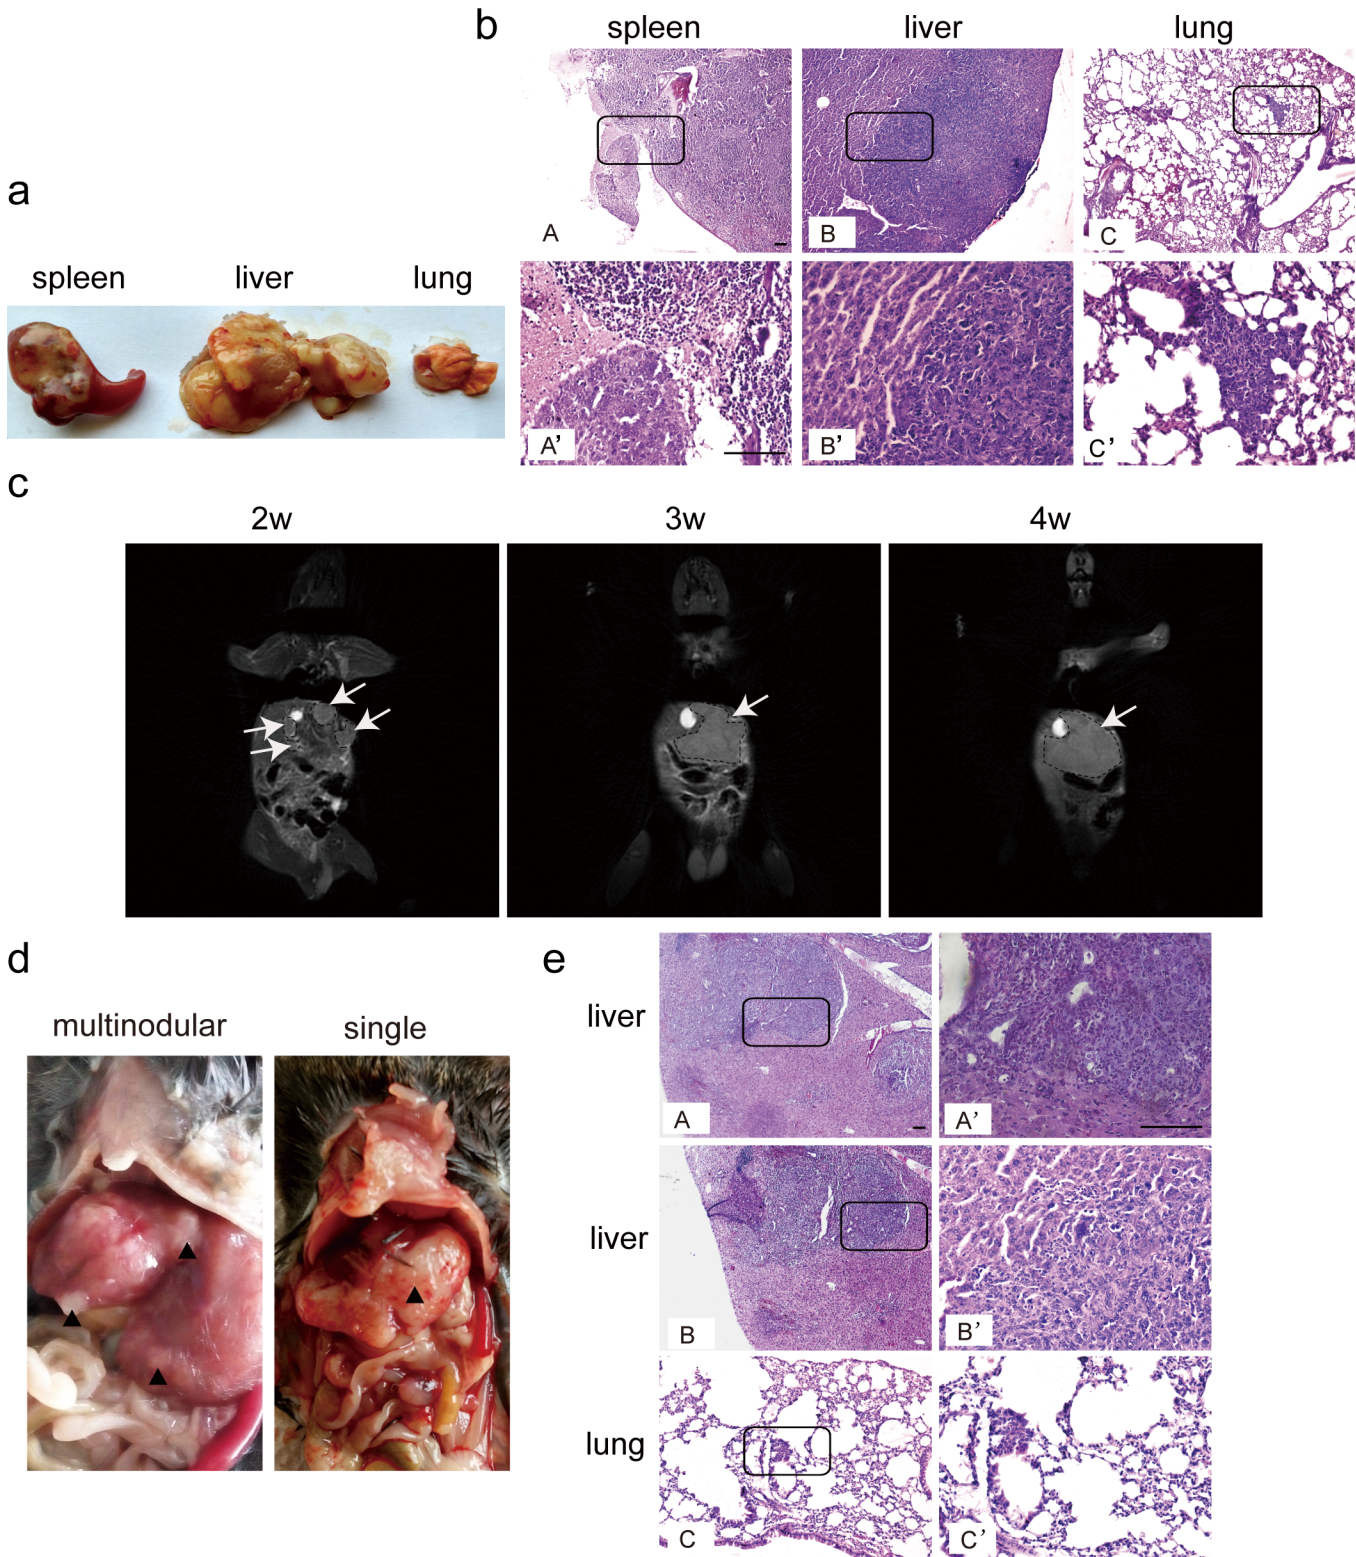 a
spleen liver lung
b
spleen liver lung
A B C
A' B' C'
c
2w 3w 4w
d
multinodular single
e
liver
A A'
liver
B B'
lung
C C'